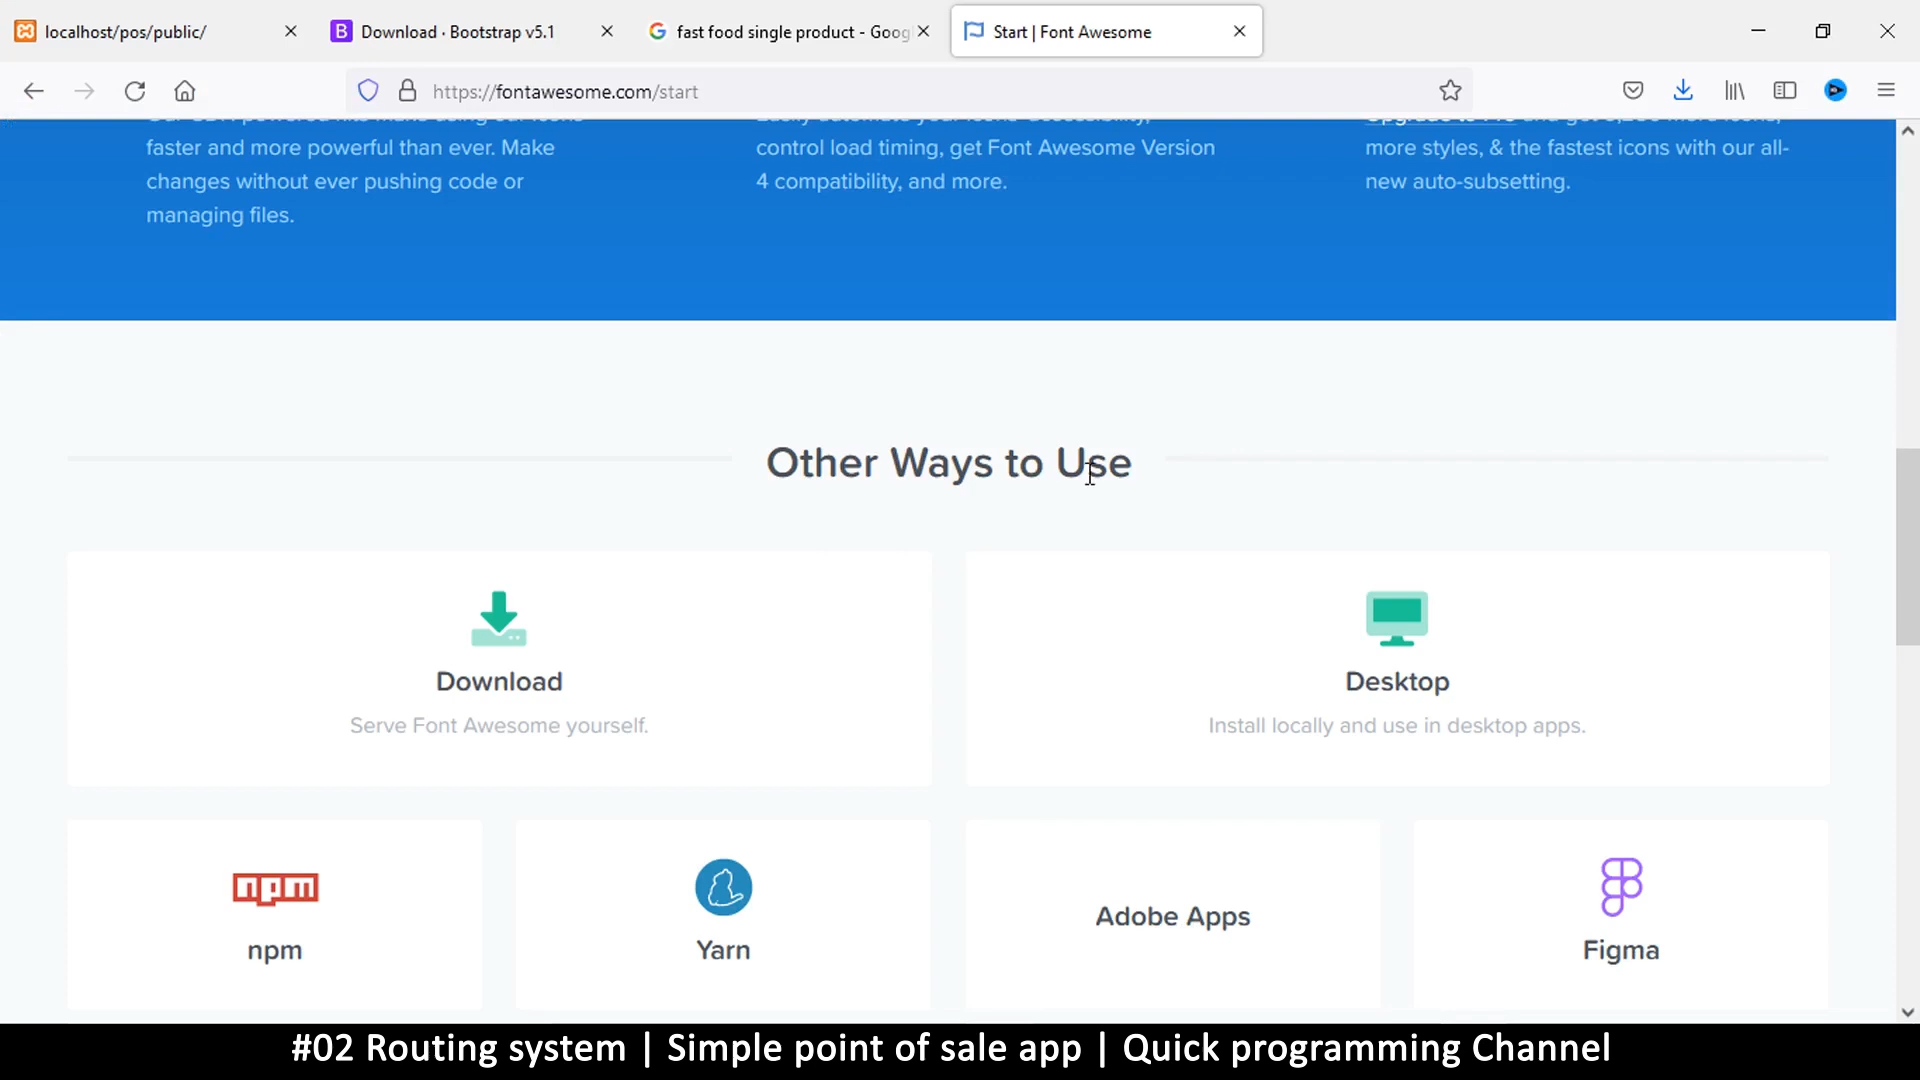 localhost/pos/public/
Download · Bootstrap v5.1
fast food single product - Goog
Start | Font Awesome
https://fontawesome.com/start
faster and more powerful than ever. Make
changes without ever pushing code or
managing files.
control load timing, get Font Awesome Version
4 compatibility, and more.
more styles, & the fastest icons with our all-
new auto-subsetting.
Other Ways to Use
Download
Serve Font Awesome yourself.
Desktop
Install locally and use in desktop apps.
npm
npm
Yarn
Adobe Apps
Figma
#02 Routing system | Simple point of sale app | Quick programming Channel